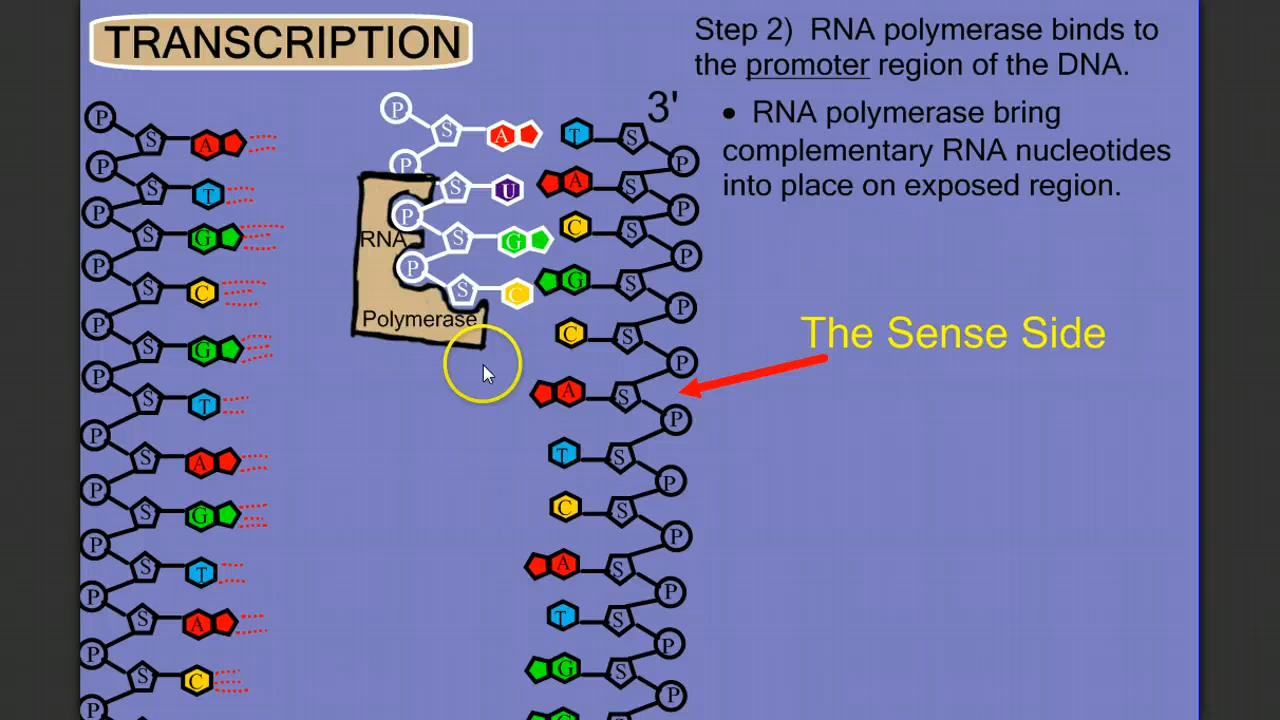 TRANSCRIPTION
Step 2) RNA polymerase binds to
the promoter region of the DNA.
• RNA polymerase bring
complementary RNA nucleotides
into place on exposed region.
3'
The Sense Side
RNA
Polymerase
P
S A
P
S T
P
S G
P
S C
P
S G
P
S T
P
S A
P
S G
P
S T
P
S A
P
S C
P
P
S A
P
S U
P
S G
P
S C
T S
P
A S
P
C S
P
G S
P
C S
P
A S
P
T S
P
C S
P
A S
P
T S
P
G S
P